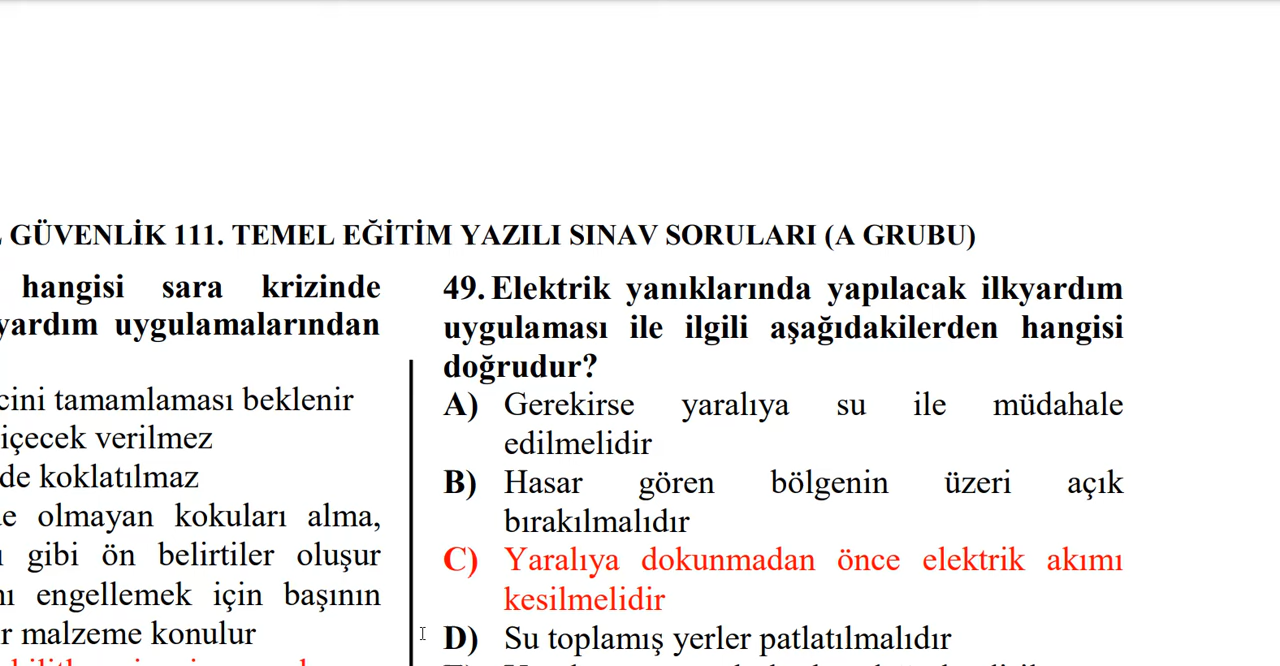 GÜVENLİK 111. TEMEL EĞİTİM YAZILI SINAV SORULARI (A GRUBU)
hangisi sara krizinde
uygulamalarından
tamamlaması beklenir
içecek verilmez
koklatılmaz
olmayan kokuları alma,
gibi ön belirtiler oluşur
engellemek için başının
malzeme konulur
49. Elektrik yanıklarında yapılacak ilkyardım
uygulaması ile ilgili aşağıdakilerden hangisi
doğrudur?
A) Gerekirse yaralıya su ile müdahale
edilmelidir
B) Hasar gören bölgenin üzeri açık
bırakılmalıdır
C) Yaralıya dokunmadan önce elektrik akımı
kesilmelidir
D) Su toplamış yerler patlatılmalıdır